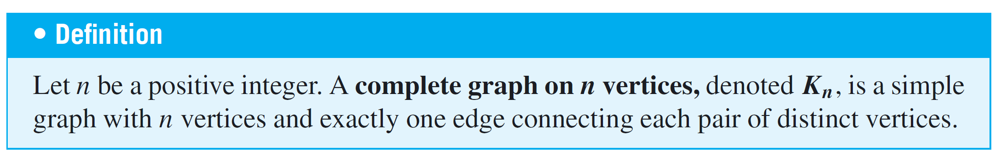 • Definition
Let n be a positive integer. A complete graph on n vertices, denoted Kn, is a simple
graph with n vertices and exactly one edge connecting each pair of distinct vertices.